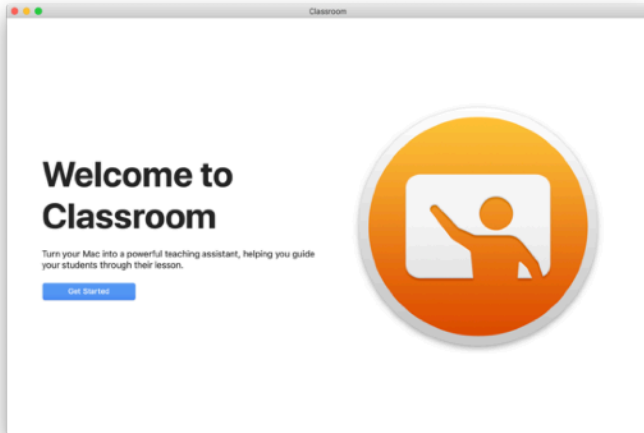 Classroom
Welcome to
Classroom
Turn your Mac into a powerful teaching assistant, helping you guide
your students through their lesson.
Get Started